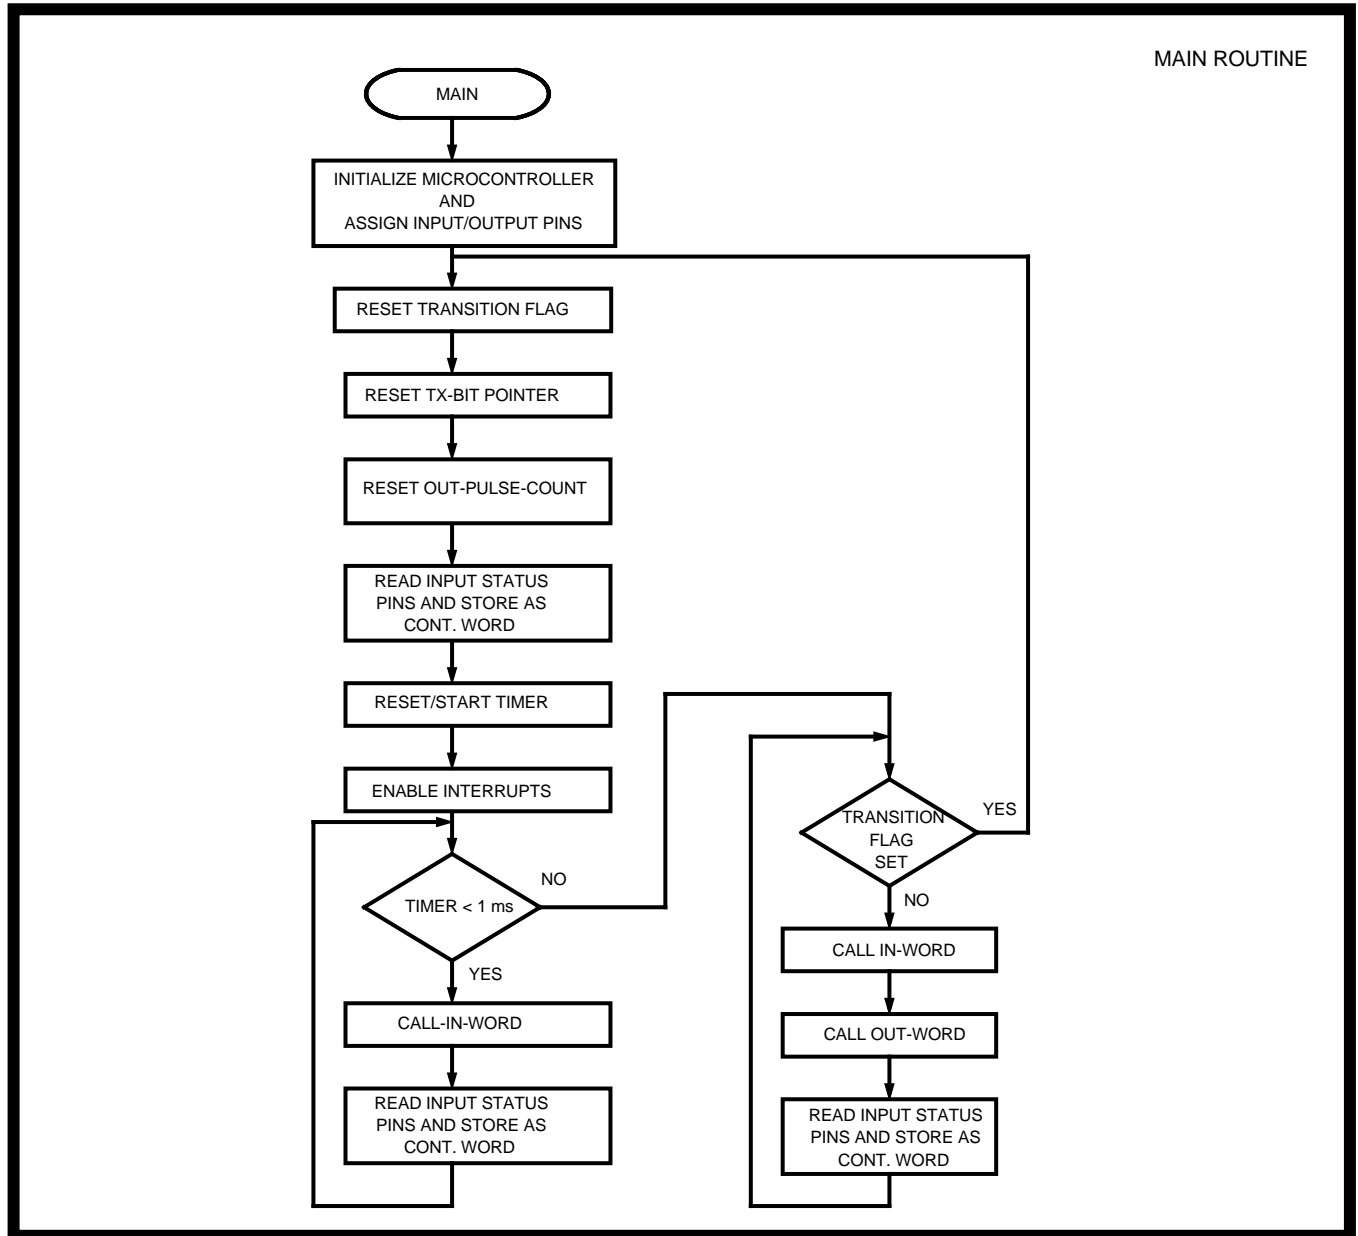 MAIN ROUTINE
MAIN
INITIALIZE MICROCONTROLLER
AND
ASSIGN INPUT/OUTPUT PINS
RESET TRANSITION FLAG
RESET TX-BIT POINTER
RESET OUT-PULSE-COUNT
READ INPUT STATUS
PINS AND STORE AS
CONT. WORD
RESET/START TIMER
ENABLE INTERRUPTS
TIMER < 1 ms
NO
YES
CALL-IN-WORD
READ INPUT STATUS
PINS AND STORE AS
CONT. WORD
TRANSITION
FLAG
SET
YES
NO
CALL IN-WORD
CALL OUT-WORD
READ INPUT STATUS
PINS AND STORE AS
CONT. WORD